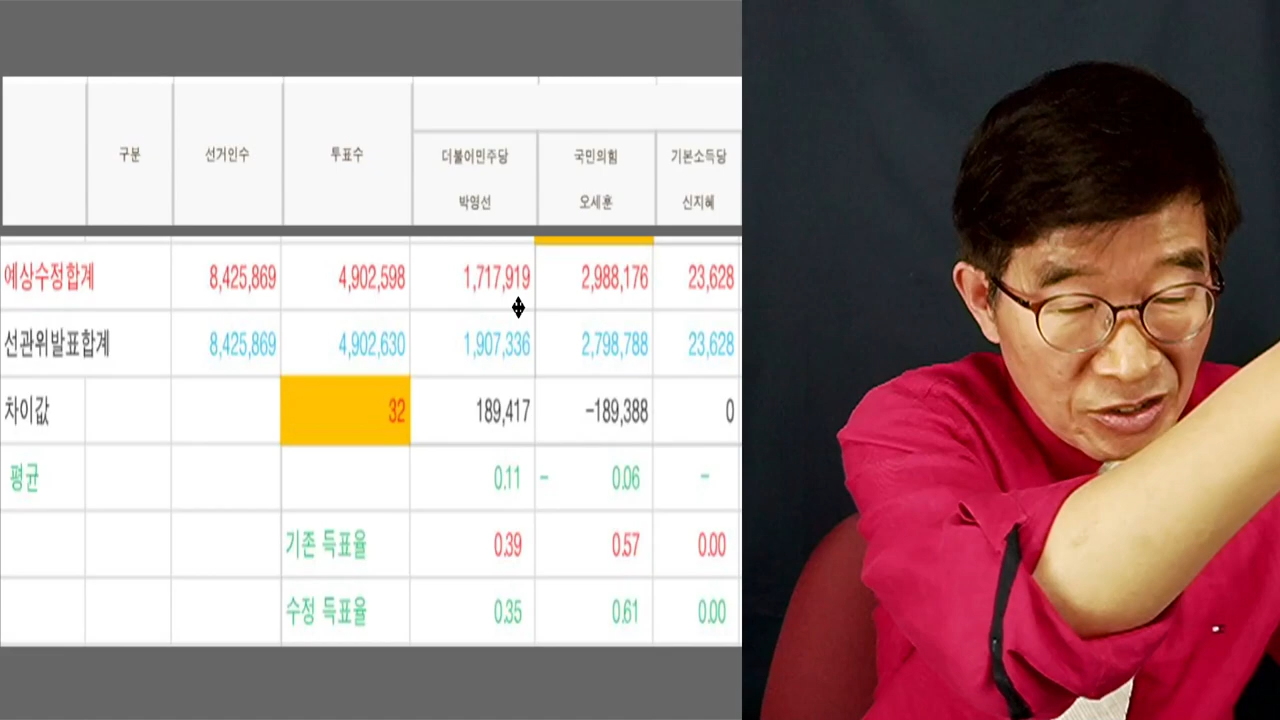 구분 선거인수 투표수 더불어민주당 국민의힘 기본소득당
박영선 오세훈 신지혜
예상수정합계 8,425,869 4,902,598 1,717,919 2,988,176 23,628
선관위발표합계 8,425,869 4,902,630 1,907,336 2,798,788 23,628
차이값 32 189,417 -189,388 0
평균 0.11 - 0.06 -
기존 득표율 0.39 0.57 0.00
수정 득표율 0.35 0.61 0.00